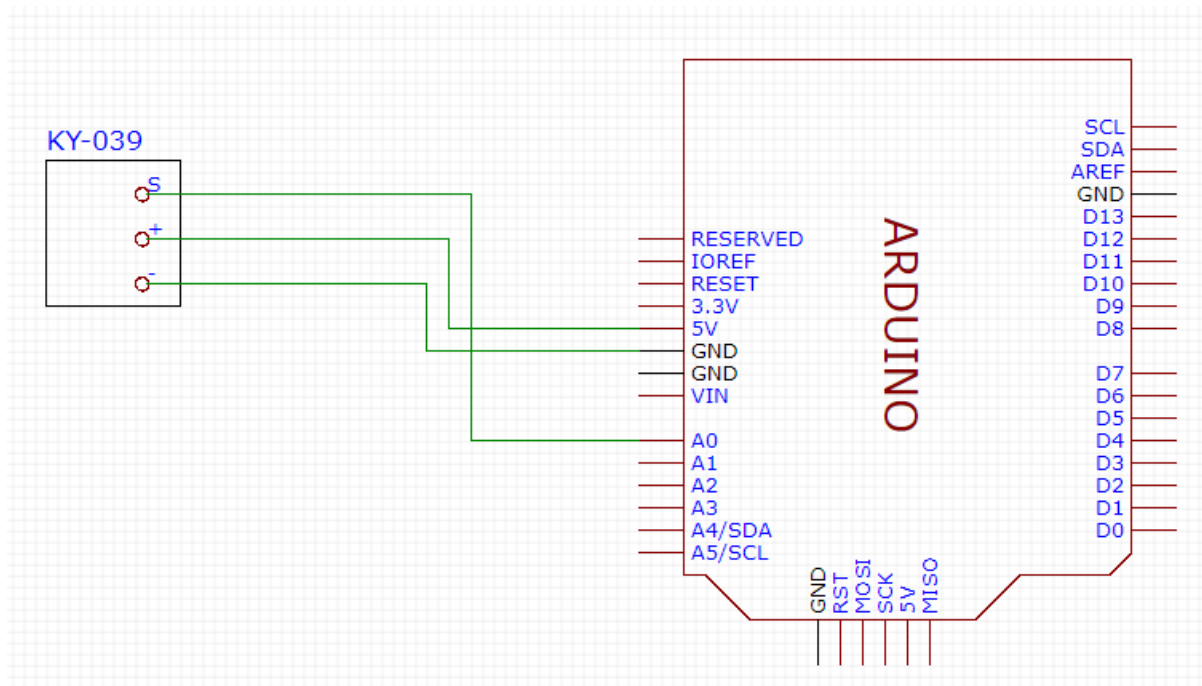 KY-039
S
+
-
ARDUINO
RESERVED
IOREF
RESET
3.3V
5V
GND
GND
VIN
A0
A1
A2
A3
A4/SDA
A5/SCL
SCL
SDA
AREF
GND
D13
D12
D11
D10
D9
D8
D7
D6
D5
D4
D3
D2
D1
D0
GND
RST
MOSI
SCK
5V
MISO